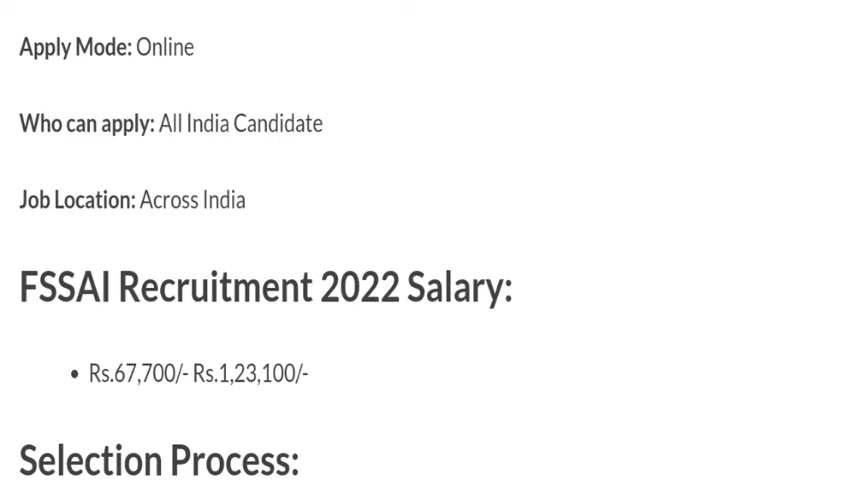 Apply Mode: Online
Who can apply: All India Candidate
Job Location: Across India
FSSAI Recruitment 2022 Salary:
• Rs.67,700/- Rs.1,23,100/-
Selection Process: